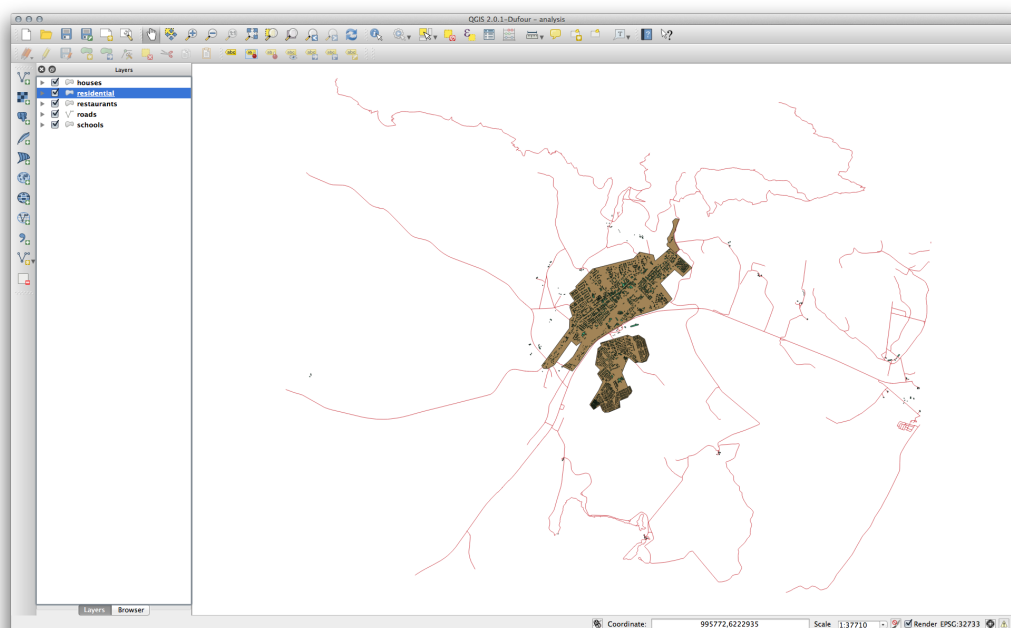 QGIS 2.0.1-Dufour - analysis
Layers
houses
residential
restaurants
roads
schools
Layers Browser
Coordinate: 995772,6222935 Scale 1:37710 Render EPSG:32733